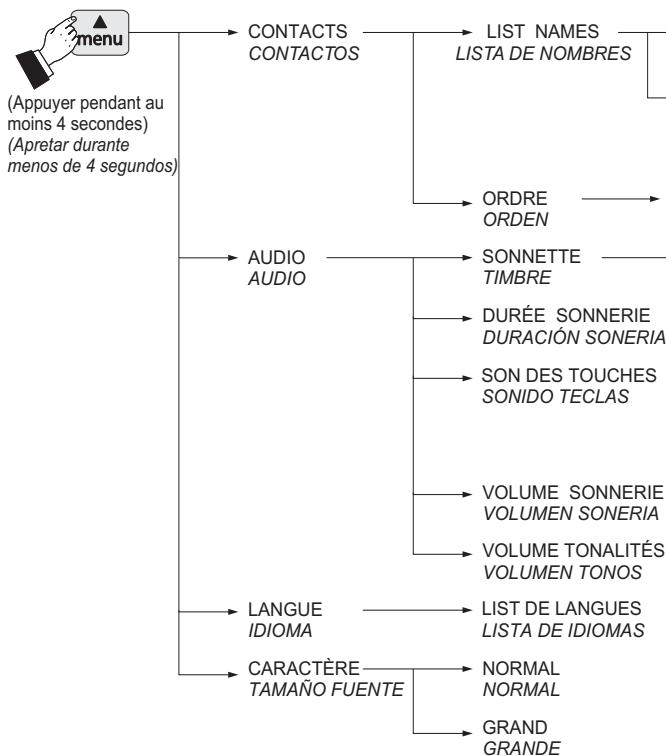 menu
(Appuyer pendant au
moins 4 secondes)
(Apretar durante
menos de 4 segundos)
CONTACTS
CONTACTOS
LIST NAMES
LISTA DE NOMBRES
ORDRE
ORDEN
AUDIO
AUDIO
SONNETTE
TIMBRE
DURÉE SONNERIE
DURACIÓN SONERIA
SON DES TOUCHES
SONIDO TECLAS
VOLUME SONNERIE
VOLUMEN SONERIA
VOLUME TONALITÉS
VOLUMEN TONOS
LANGUE
IDIOMA
LIST DE LANGUES
LISTA DE IDIOMAS
CARACTÈRE
TAMAÑO FUENTE
NORMAL
NORMAL
GRAND
GRANDE